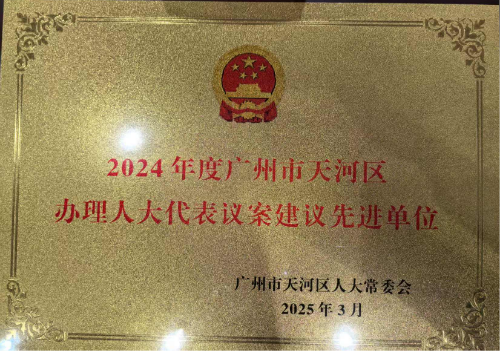 2024年度广州市天河区
办理人大代表议案建议先进单位
广州市天河区人大常委会
2025年3月